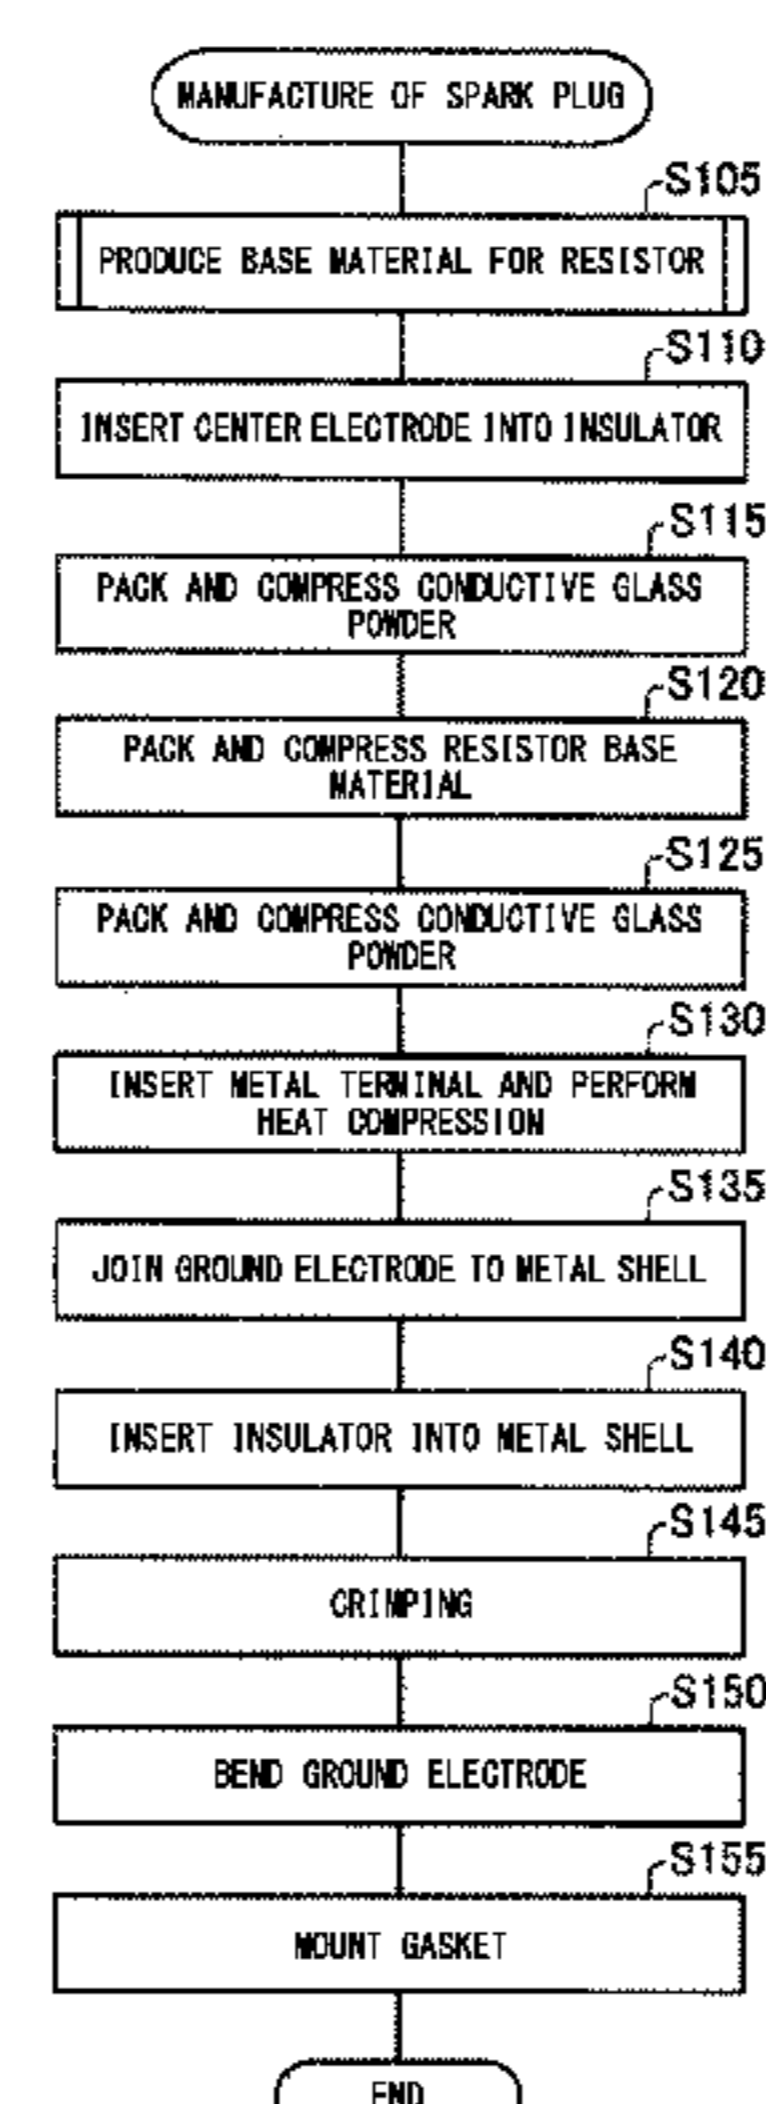 MANUFACTURE OF SPARK PLUG
S105
PRODUCE BASE MATERIAL FOR RESISTOR
S110
INSERT CENTER ELECTRODE INTO INSULATOR
S115
PACK AND COMPRESS CONDUCTIVE GLASS
POWDER
S120
PACK AND COMPRESS RESISTOR BASE
MATERIAL
S125
PACK AND COMPRESS CONDUCTIVE GLASS
POWDER
S130
INSERT METAL TERMINAL AND PERFORM
HEAT COMPRESSION
S135
JOIN GROUND ELECTRODE TO METAL SHELL
S140
INSERT INSULATOR INTO METAL SHELL
S145
CRIMPING
S150
BEND GROUND ELECTRODE
S155
MOUNT GASKET
END